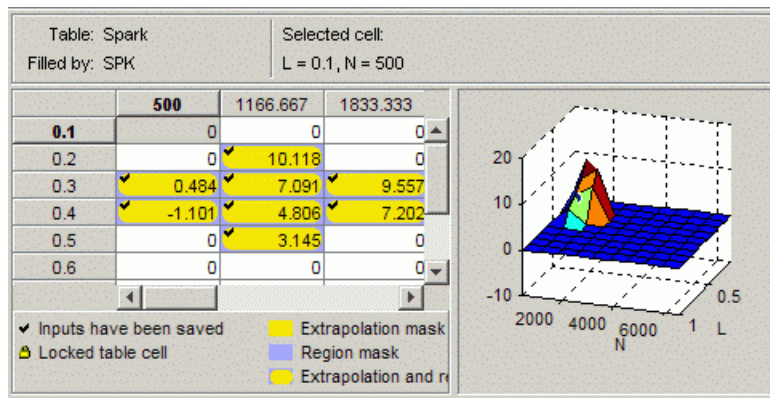 Table: Spark
Filled by: SPK
Selected cell:
L = 0.1, N = 500
500 1166.667 1833.333
0.1 0 0 0
0.2 0 10.118 0
0.3 0.484 7.091 9.557
0.4 -1.101 4.806 7.202
0.5 0 3.145 0
0.6 0 0 0
Inputs have been saved
Locked table cell
Extrapolation mask
Region mask
Extrapolation and re
20
10
0
-10
2000 4000 6000
N
1 0.5
L